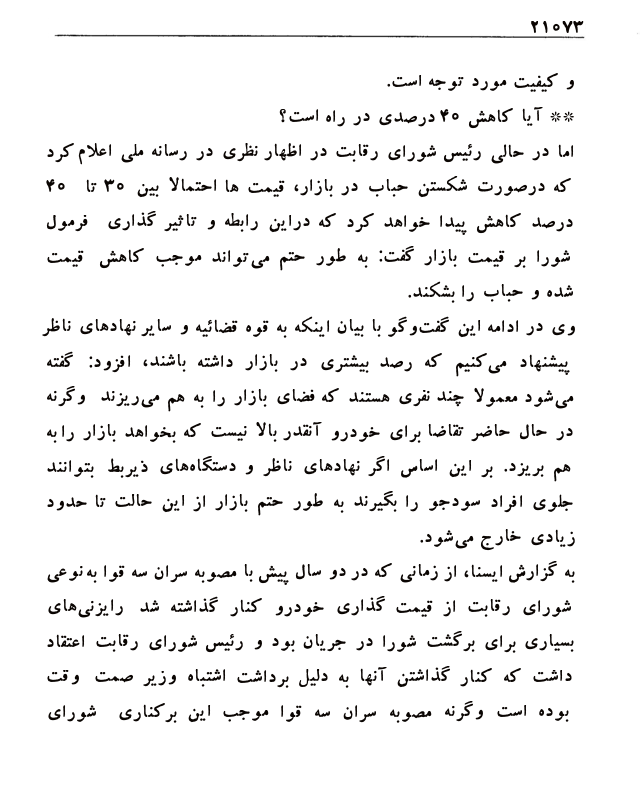 ۲۱۰۷۳
و کیفیت مورد توجه است.
** آیا کاهش ۴۰ درصدی در راه است؟
اما در حالی رئیس شورای رقابت در اظهار نظری در رسانه ملی اعلام کرد
که درصورت شکستن حباب در بازار، قیمت ها احتمالا بین ۳۰ تا ۴۰
درصد کاهش پیدا خواهد کرد که دراین رابطه و تاثیر گذاری فرمول
شورا بر قیمت بازار گفت: به طور حتم می‌تواند موجب کاهش قیمت
شده و حباب را بشکند.
وی در ادامه این گفت‌وگو با بیان اینکه به قوه قضائیه و سایر نهادهای ناظر
پیشنهاد می‌کنیم که رصد بیشتری در بازار داشته باشند، افزود: گفته
می‌شود معمولا چند نفری هستند که فضای بازار را به هم می‌ریزند وگرنه
در حال حاضر تقاضا برای خودرو آنقدر بالا نیست که بخواهد بازار را به
هم بریزد. بر این اساس اگر نهادهای ناظر و دستگاه‌های ذیربط بتوانند
جلوی افراد سودجو را بگیرند به طور حتم بازار از این حالت تا حدود
زیادی خارج می‌شود.
به گزارش ایسنا، از زمانی که در دو سال پیش با مصوبه سران سه قوا به نوعی
شورای رقابت از قیمت گذاری خودرو کنار گذاشته شد رایزنی‌های
بسیاری برای برگشت شورا در جریان بود و رئیس شورای رقابت اعتقاد
داشت که کنار گذاشتن آنها به دلیل برداشت اشتباه وزیر صمت وقت
بوده است وگرنه مصوبه سران سه قوا موجب این برکناری شورای